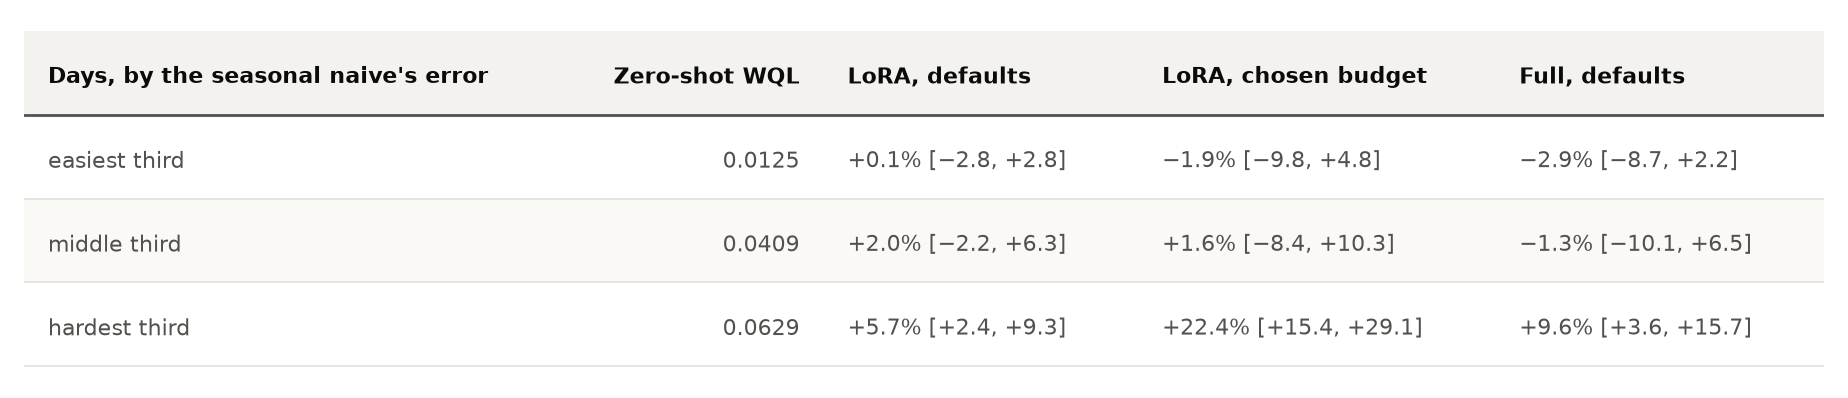 Days, by the seasonal naive's error Zero-shot WQL LoRA, defaults LoRA, chosen budget Full, defaults
easiest third 0.0125 +0.1% [−2.8, +2.8] −1.9% [−9.8, +4.8] −2.9% [−8.7, +2.2]
middle third 0.0409 +2.0% [−2.2, +6.3] +1.6% [−8.4, +10.3] −1.3% [−10.1, +6.5]
hardest third 0.0629 +5.7% [+2.4, +9.3] +22.4% [+15.4, +29.1] +9.6% [+3.6, +15.7]